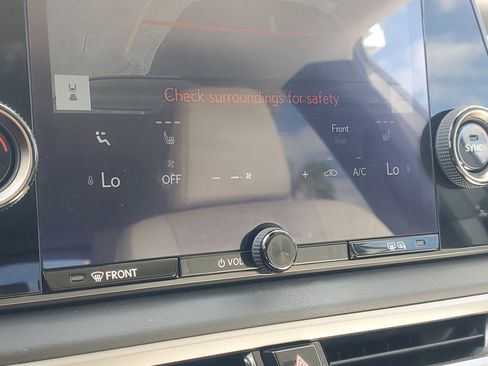 Check surroundings for safety
Front
Rear
Lo
OFF
A/C
Lo
SYNC
FRONT
VOL